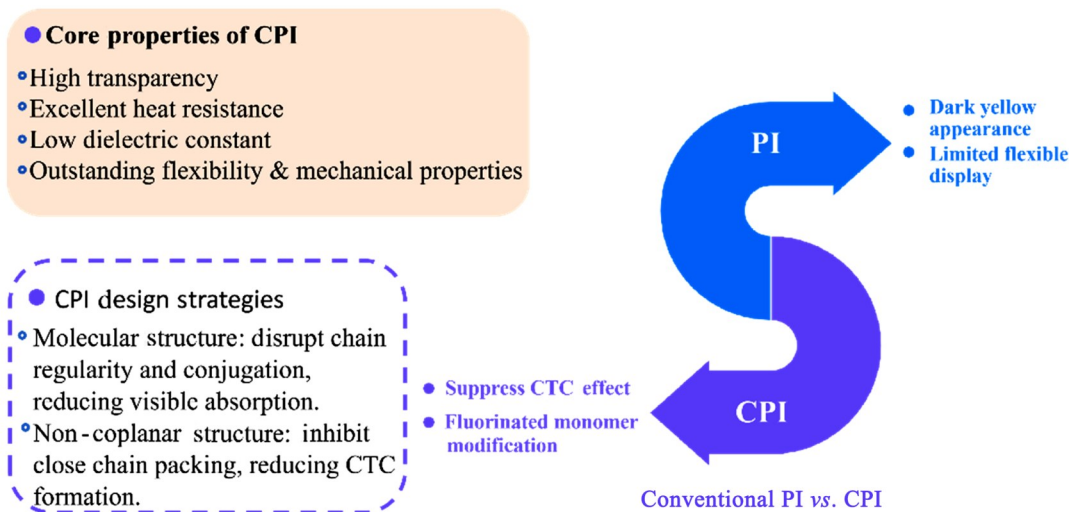 Core properties of CPI
High transparency
Excellent heat resistance
Low dielectric constant
Outstanding flexibility & mechanical properties
PI
Dark yellow
appearance
Limited flexible
display
CPI design strategies
Molecular structure: disrupt chain
regularity and conjugation,
reducing visible absorption.
Non-coplanar structure: inhibit
close chain packing, reducing CTC
formation.
Suppress CTC effect
Fluorinated monomer
modification
CPI
Conventional PI vs. CPI